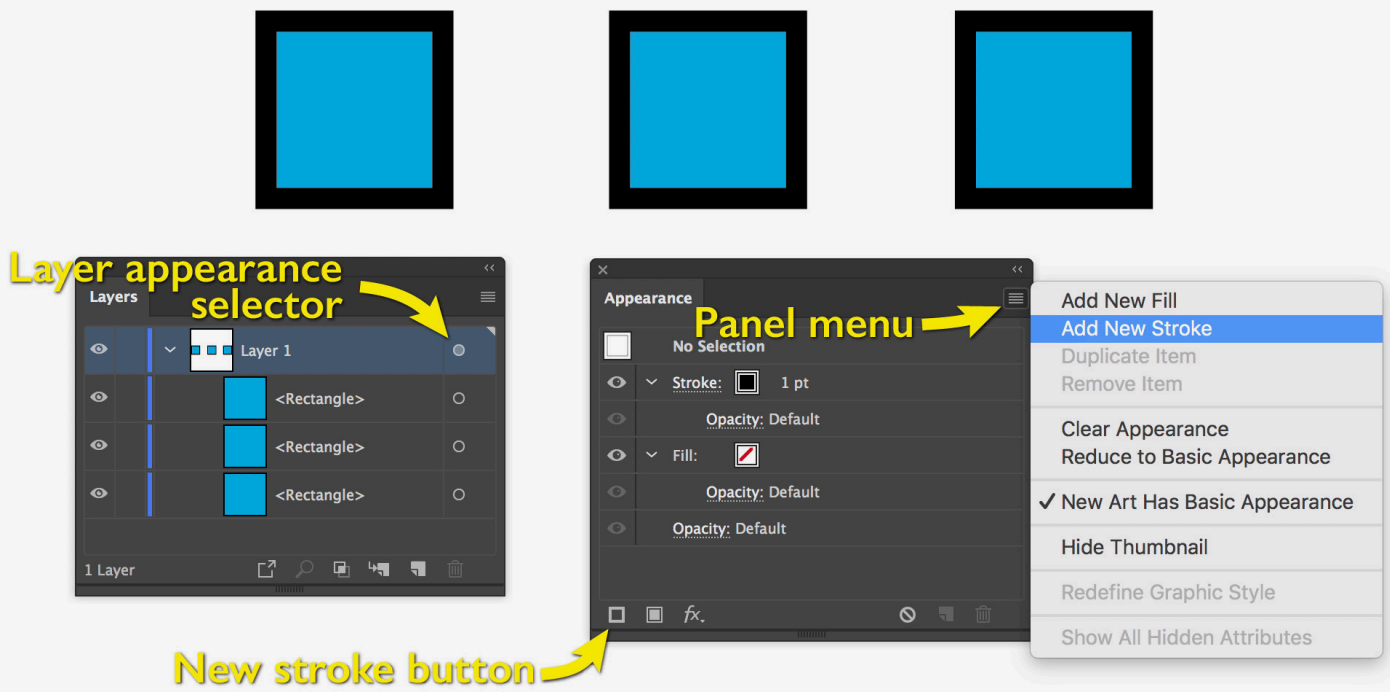 Layer appearance
selector
Layers
Layer 1
<Rectangle>
<Rectangle>
<Rectangle>
1 Layer
Appearance
Panel menu
No Selection
Stroke: 1 pt
Opacity: Default
Fill:
Opacity: Default
Opacity: Default
fx.
New stroke button
Add New Fill
Add New Stroke
Duplicate Item
Remove Item
Clear Appearance
Reduce to Basic Appearance
✓ New Art Has Basic Appearance
Hide Thumbnail
Redefine Graphic Style
Show All Hidden Attributes